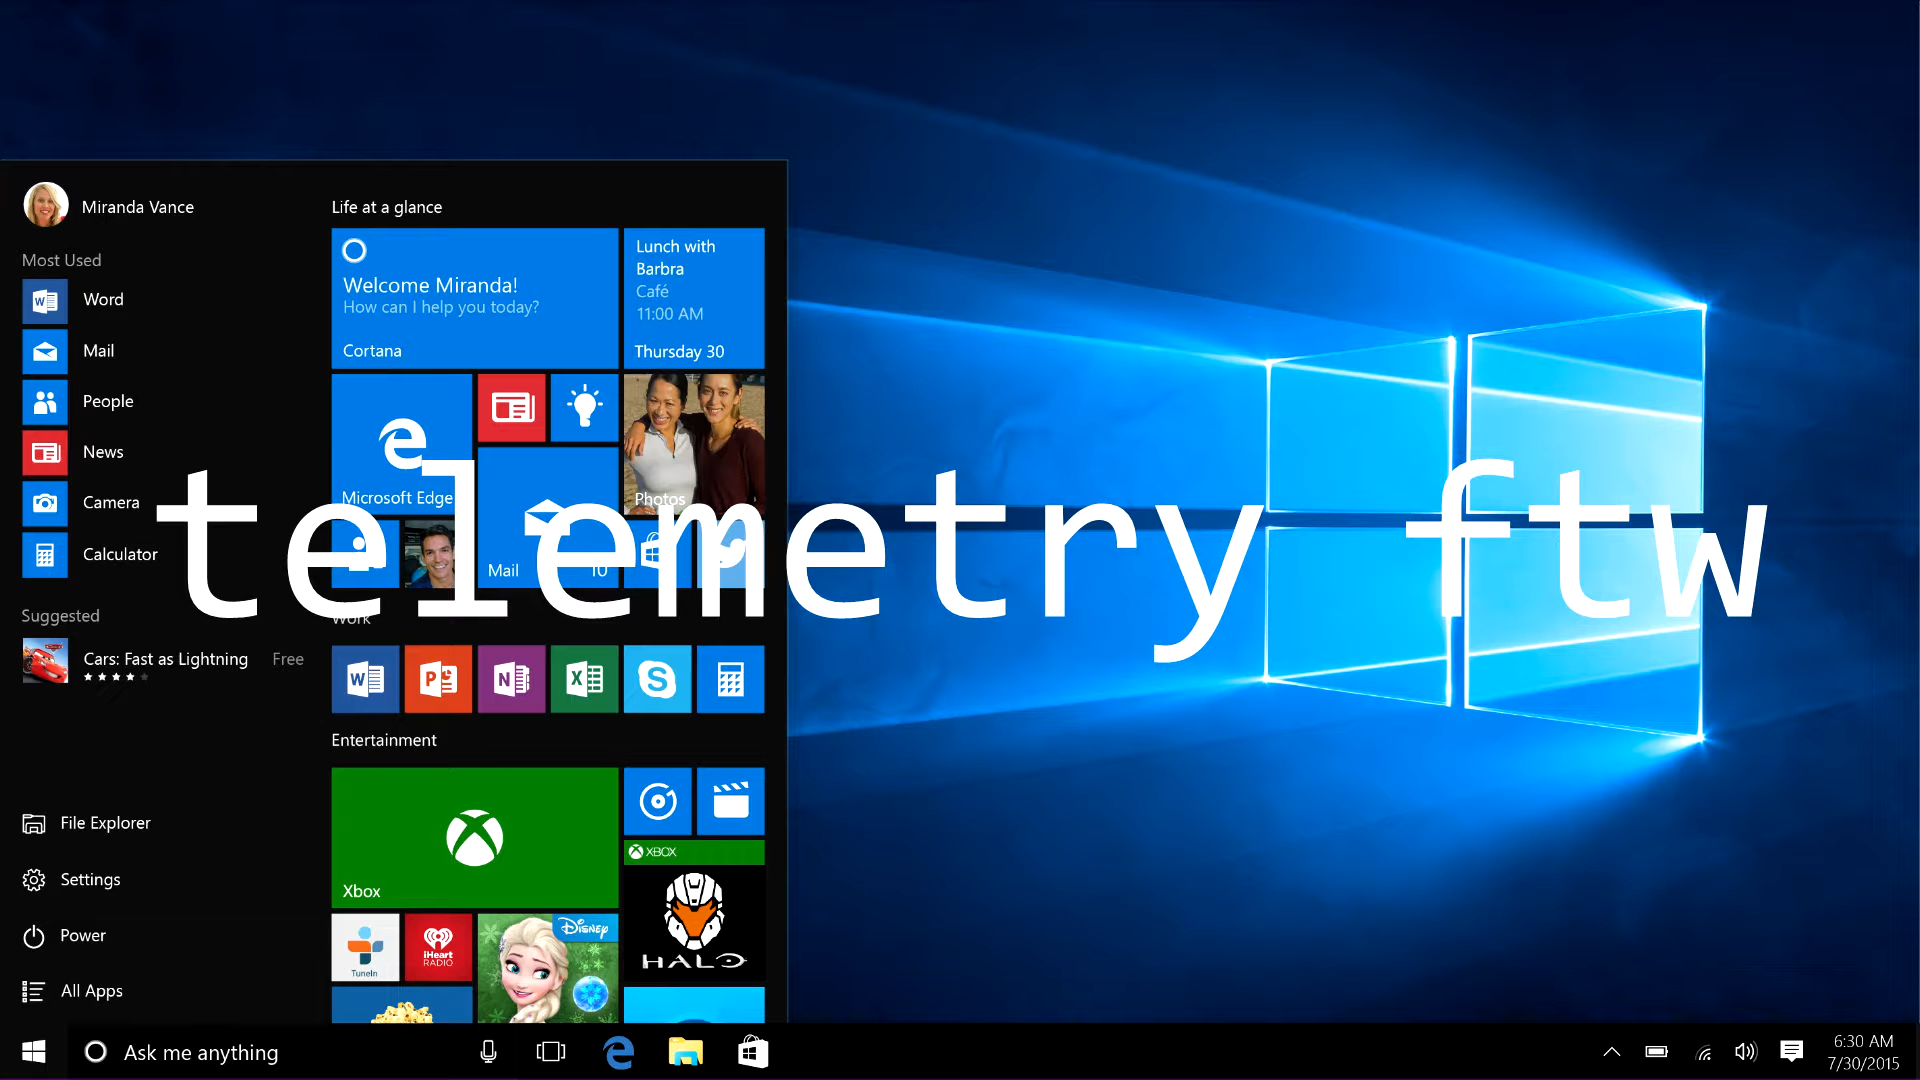 Miranda Vance
Most Used
Word
Mail
People
News
Camera
Calculator
Suggested
Cars: Fast as Lightning Free
File Explorer
Settings
Power
All Apps
Life at a glance
Welcome Miranda!
How can I help you today?
Cortana
Lunch with
Barbra
Café
11:00 AM
Thursday 30
Microsoft Edge
Photos
Mail 10
telemetry ftw
Work
Entertainment
Xbox
XBOX
HALO
TuneIn
iHeart
RADIO
Disney
Ask me anything
6:30 AM
7/30/2015